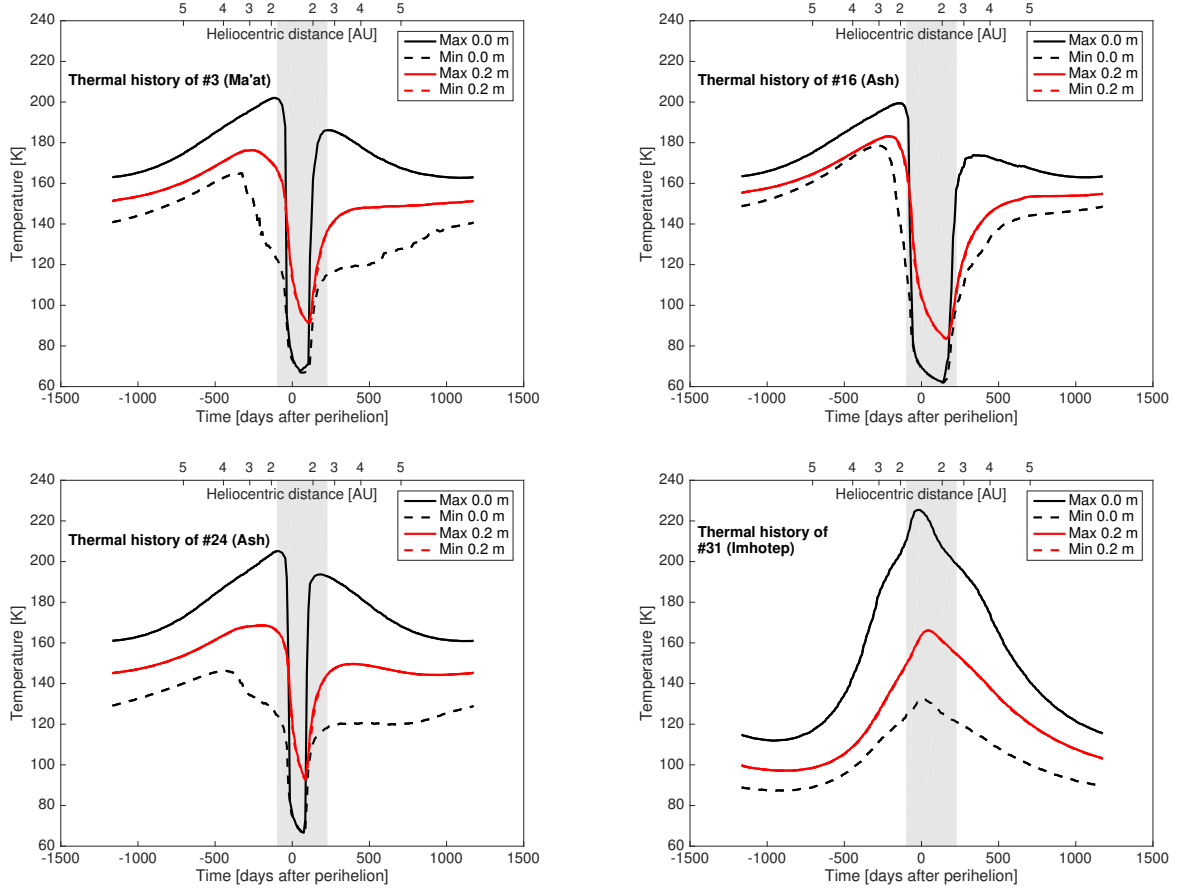 5 4 3 2 2 3 4 5
Heliocentric distance [AU]
240
220
200
180
160
140
120
100
80
60
Temperature [K]
Thermal history of #3 (Ma'at)
Max 0.0 m
Min 0.0 m
Max 0.2 m
Min 0.2 m
-1500 -1000 -500 0 500 1000 1500
Time [days after perihelion]
5 4 3 2 2 3 4 5
Heliocentric distance [AU]
240
220
200
180
160
140
120
100
80
60
Temperature [K]
Thermal history of #16 (Ash)
Max 0.0 m
Min 0.0 m
Max 0.2 m
Min 0.2 m
-1500 -1000 -500 0 500 1000 1500
Time [days after perihelion]
5 4 3 2 2 3 4 5
Heliocentric distance [AU]
240
220
200
180
160
140
120
100
80
60
Temperature [K]
Thermal history of #24 (Ash)
Max 0.0 m
Min 0.0 m
Max 0.2 m
Min 0.2 m
-1500 -1000 -500 0 500 1000 1500
Time [days after perihelion]
5 4 3 2 2 3 4 5
Heliocentric distance [AU]
240
220
200
180
160
140
120
100
80
60
Temperature [K]
Thermal history of
#31 (Imhotep)
Max 0.0 m
Min 0.0 m
Max 0.2 m
Min 0.2 m
-1500 -1000 -500 0 500 1000 1500
Time [days after perihelion]